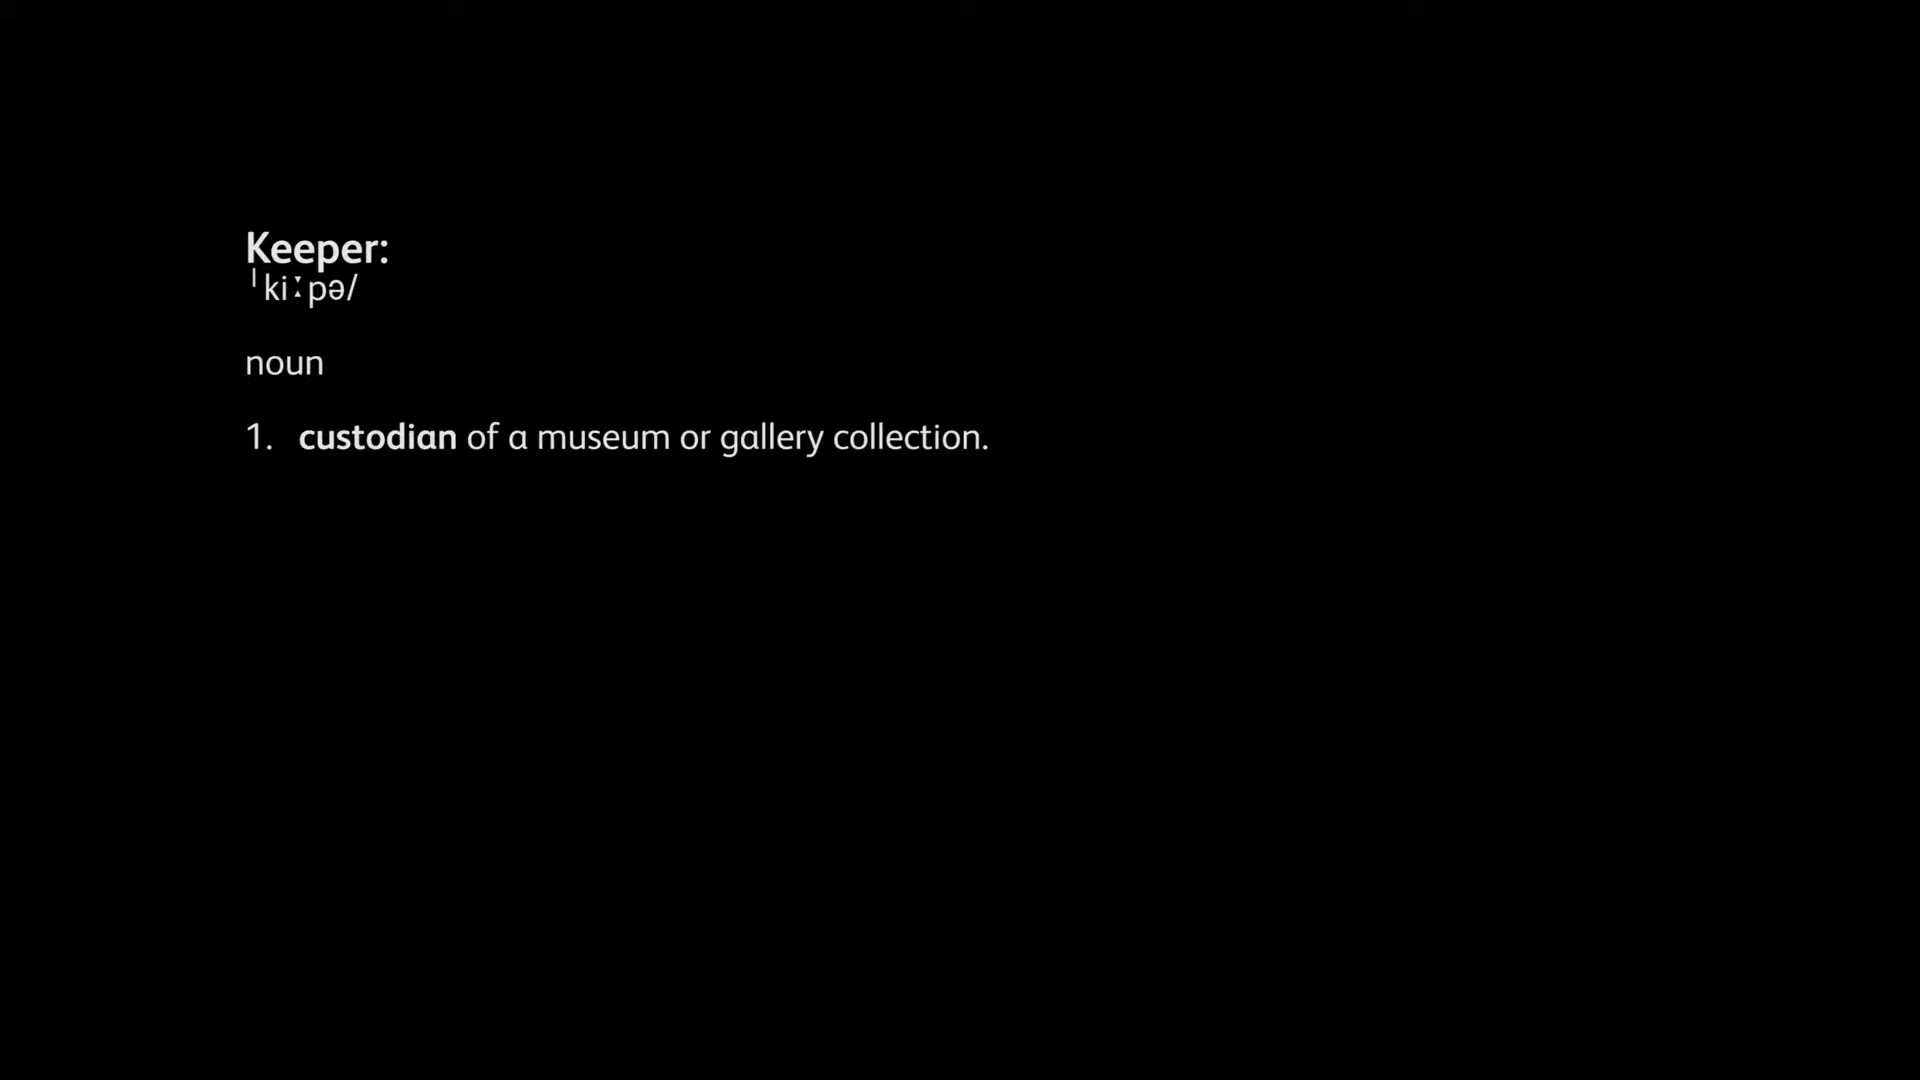 Keeper:
ˈkiːpə/
noun
1. custodian of a museum or gallery collection.